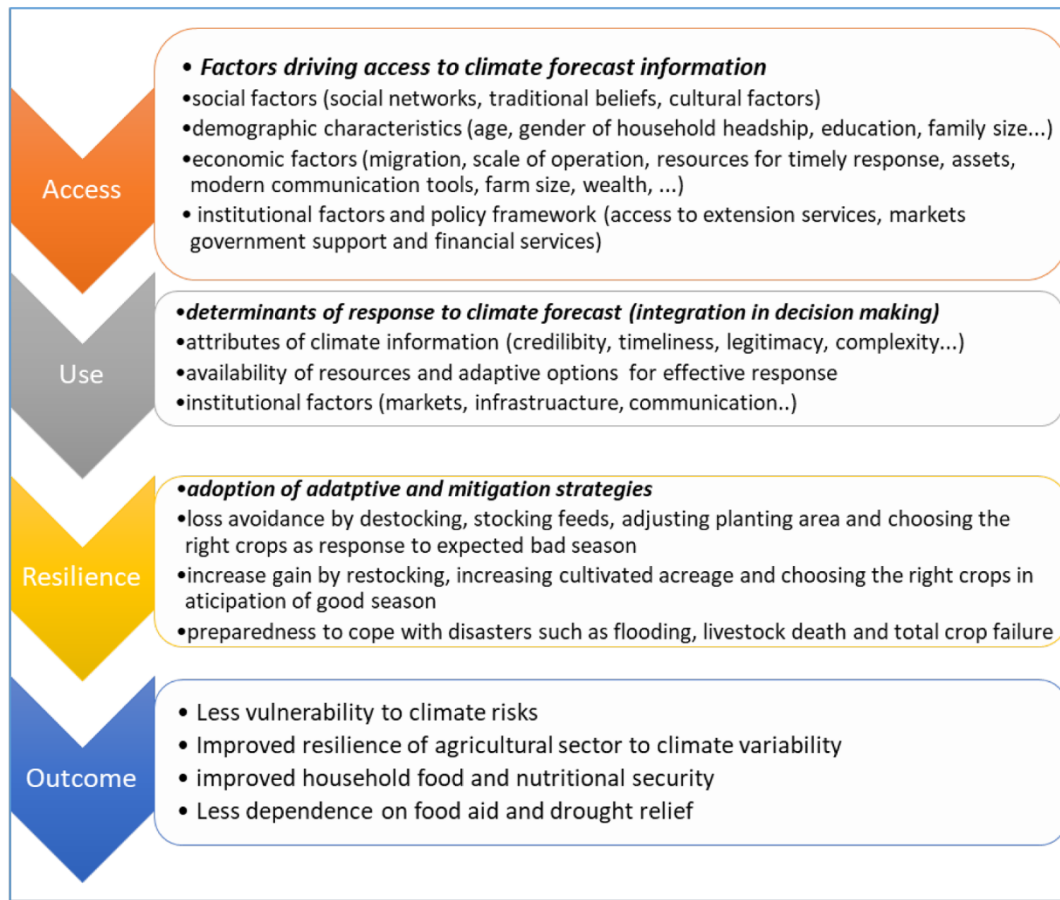 Access
• Factors driving access to climate forecast information
•social factors (social networks, traditional beliefs, cultural factors)
•demographic characteristics (age, gender of household headship, education, family size...)
•economic factors (migration, scale of operation, resources for timely response, assets,
modern communication tools, farm size, wealth, ...)
• institutional factors and policy framework (access to extension services, markets
government support and financial services)
Use
•determinants of response to climate forecast (integration in decision making)
•attributes of climate information (credilbity, timeliness, legitimacy, complexity...)
•availability of resources and adaptive options for effective response
•institutional factors (markets, infrastruacture, communication..)
Resilience
•adoption of adatptive and mitigation strategies
•loss avoidance by destocking, stocking feeds, adjusting planting area and choosing the
right crops as response to expected bad season
•increase gain by restocking, increasing cultivated acreage and choosing the right crops in
aticipation of good season
•preparedness to cope with disasters such as flooding, livestock death and total crop failure
Outcome
• Less vulnerability to climate risks
• Improved resilience of agricultural sector to climate variability
• improved household food and nutritional security
• Less dependence on food aid and drought relief